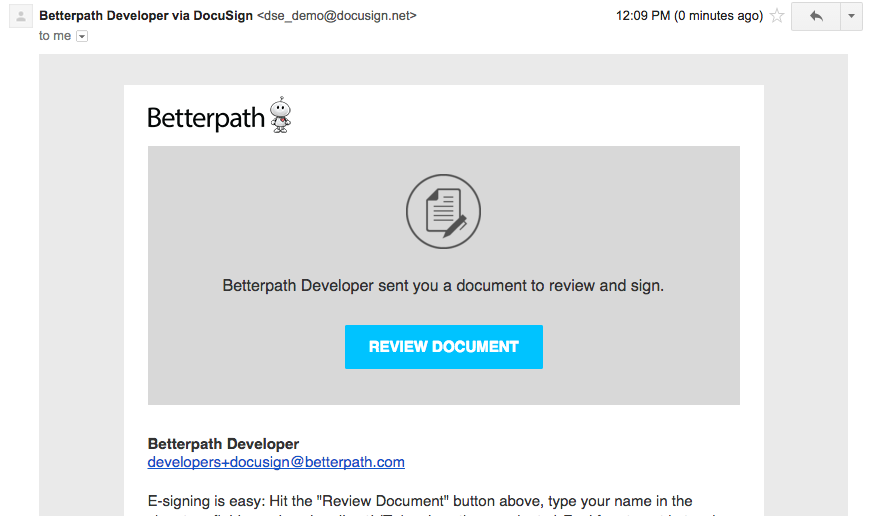 Betterpath Developer via DocuSign <dse_demo@docusign.net>
12:09 PM (0 minutes ago)
to me
Betterpath
Betterpath Developer sent you a document to review and sign.
REVIEW DOCUMENT
Betterpath Developer
developers+docusign@betterpath.com
E-signing is easy: Hit the "Review Document" button above, type your name in the